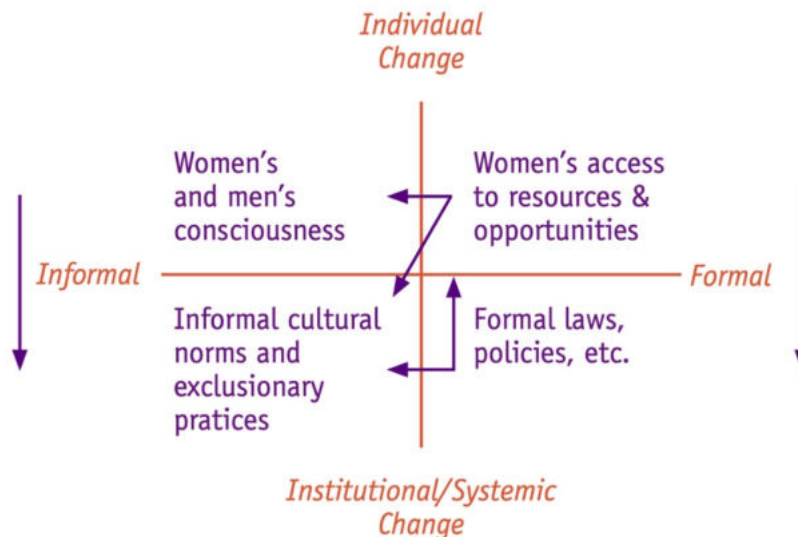 Individual
Change
Women's
and men's
consciousness
Women's access
to resources &
opportunities
Informal
Formal
Informal cultural
norms and
exclusionary
pratices
Formal laws,
policies, etc.
Institutional/Systemic
Change